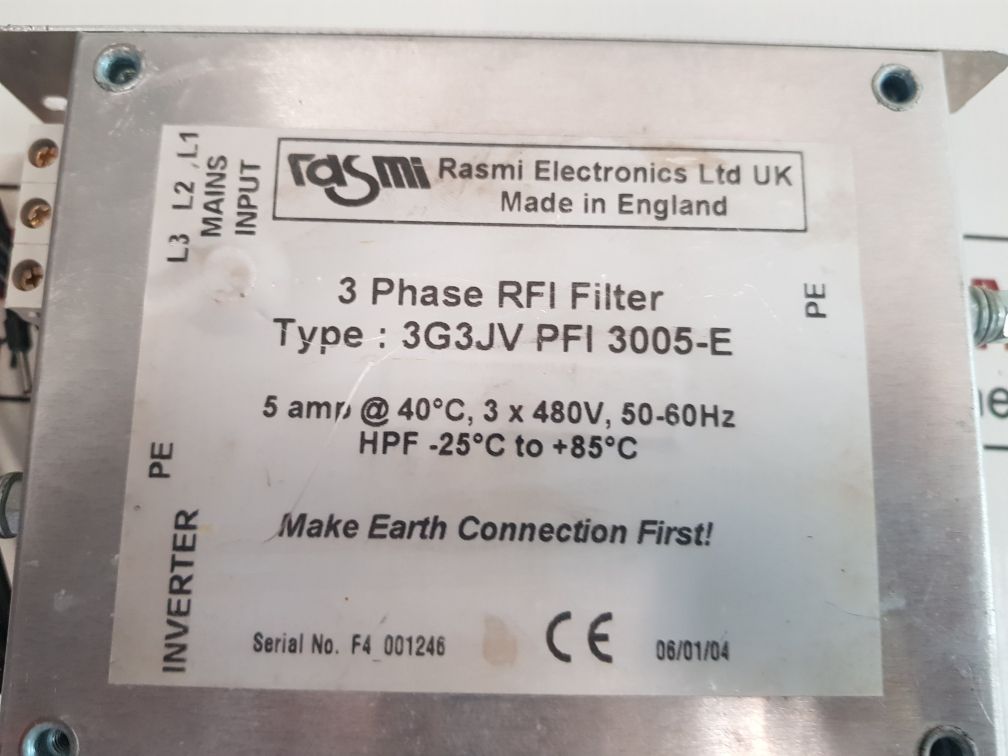 rasmi Rasmi Electronics Ltd UK
Made in England
L3 L2 , L1
MAINS
INPUT
3 Phase RFI Filter
Type : 3G3JV PFI 3005-E
PE
5 amp @ 40°C, 3 x 480V, 50-60Hz
HPF -25°C to +85°C
PE
Make Earth Connection First!
INVERTER
Serial No. F4_001246
CE
06/01/04